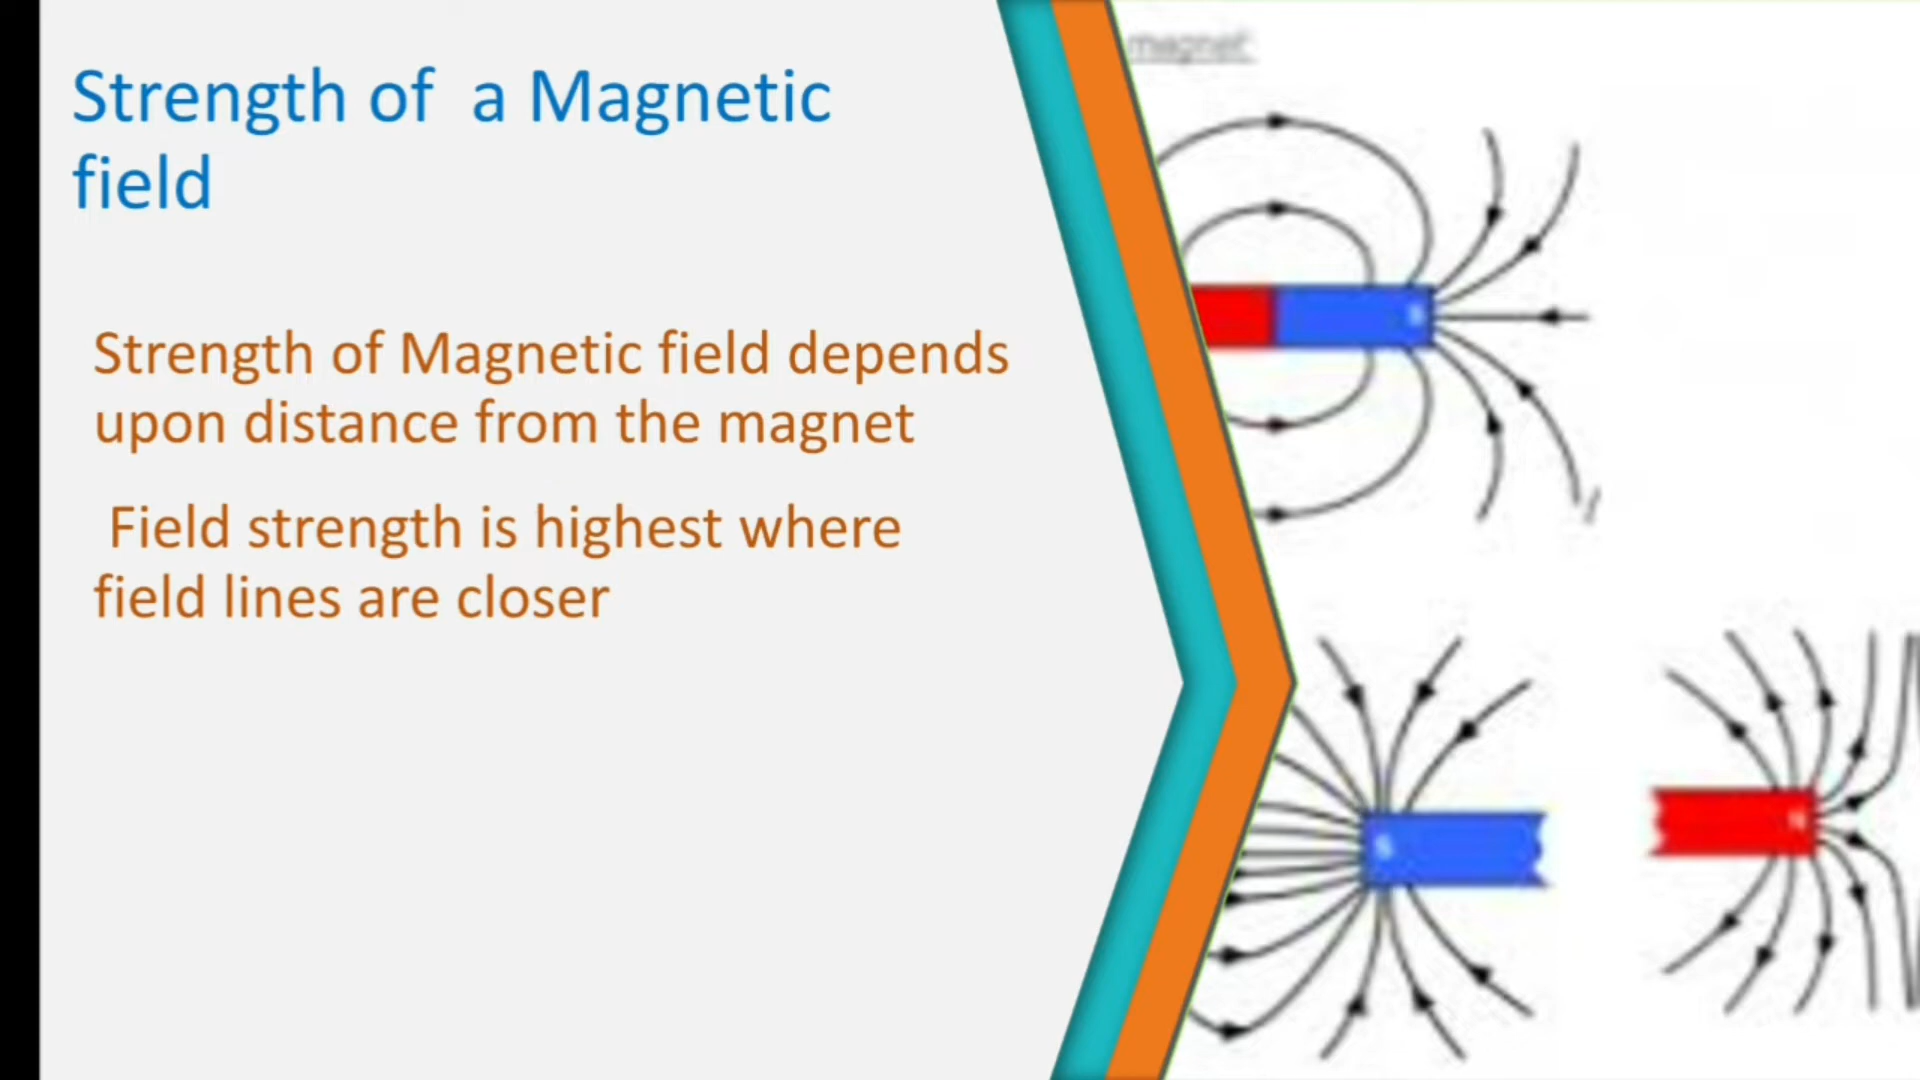 Strength of a Magnetic
field
Strength of Magnetic field depends
upon distance from the magnet
Field strength is highest where
field lines are closer
magnet